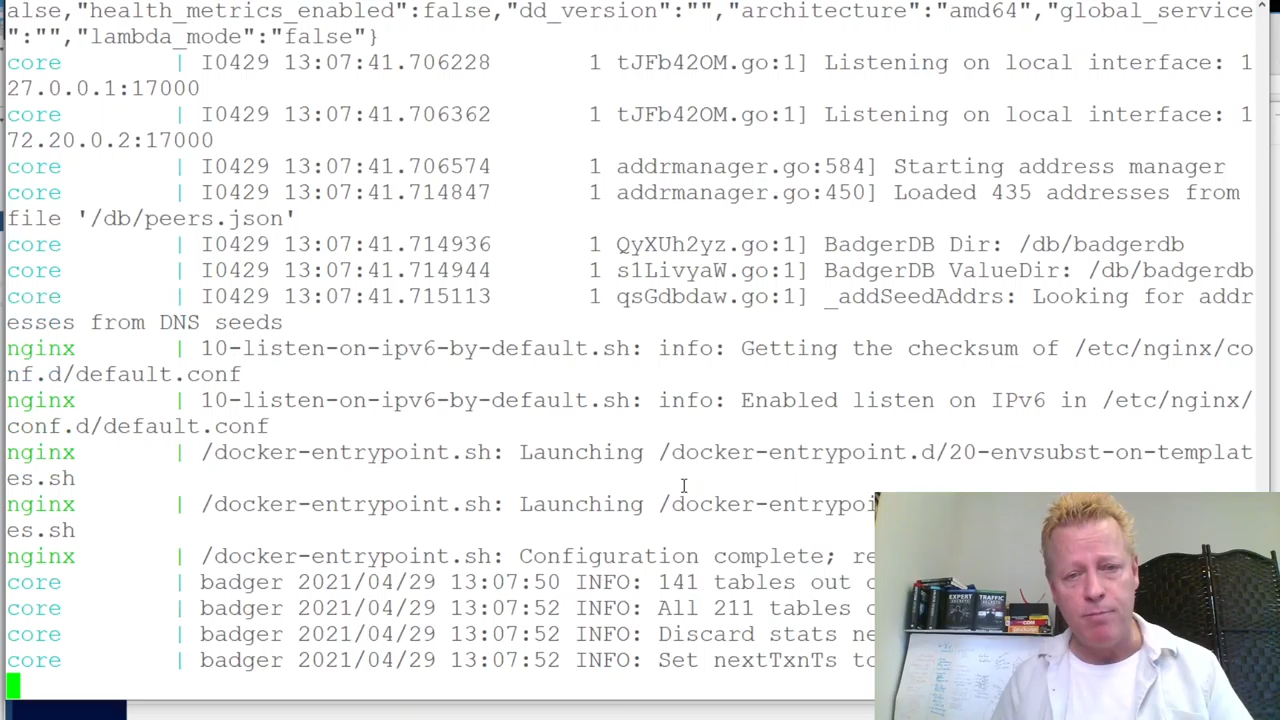 alse,"health_metrics_enabled":false,"dd_version":"","architecture":"amd64","global_service
":"","lambda_mode":"false"}
core | I0429 13:07:41.706228 1 tJFb42OM.go:1] Listening on local interface: 1
27.0.0.1:17000
core | I0429 13:07:41.706362 1 tJFb42OM.go:1] Listening on local interface: 1
72.20.0.2:17000
core | I0429 13:07:41.706574 1 addrmanager.go:584] Starting address manager
core | I0429 13:07:41.714847 1 addrmanager.go:450] Loaded 435 addresses from
file '/db/peers.json'
core | I0429 13:07:41.714936 1 QyXUh2yz.go:1] BadgerDB Dir: /db/badgerdb
core | I0429 13:07:41.714944 1 s1LivyaW.go:1] BadgerDB ValueDir: /db/badgerdb
core | I0429 13:07:41.715113 1 qsGdbdaw.go:1] _addSeedAddrs: Looking for addr
esses from DNS seeds
nginx | 10-listen-on-ipv6-by-default.sh: info: Getting the checksum of /etc/nginx/co
nf.d/default.conf
nginx | 10-listen-on-ipv6-by-default.sh: info: Enabled listen on IPv6 in /etc/nginx/
conf.d/default.conf
nginx | /docker-entrypoint.sh: Launching /docker-entrypoint.d/20-envsubst-on-templat
es.sh
nginx | /docker-entrypoint.sh: Launching /docker-entrypoi
es.sh
nginx | /docker-entrypoint.sh: Configuration complete; re
core | badger 2021/04/29 13:07:50 INFO: 141 tables out
core | badger 2021/04/29 13:07:52 INFO: All 211 tables
core | badger 2021/04/29 13:07:52 INFO: Discard stats ne
core | badger 2021/04/29 13:07:52 INFO: Set nextTxnTs to
EXPERT
SECRETS
TRAFFIC
SECRETS